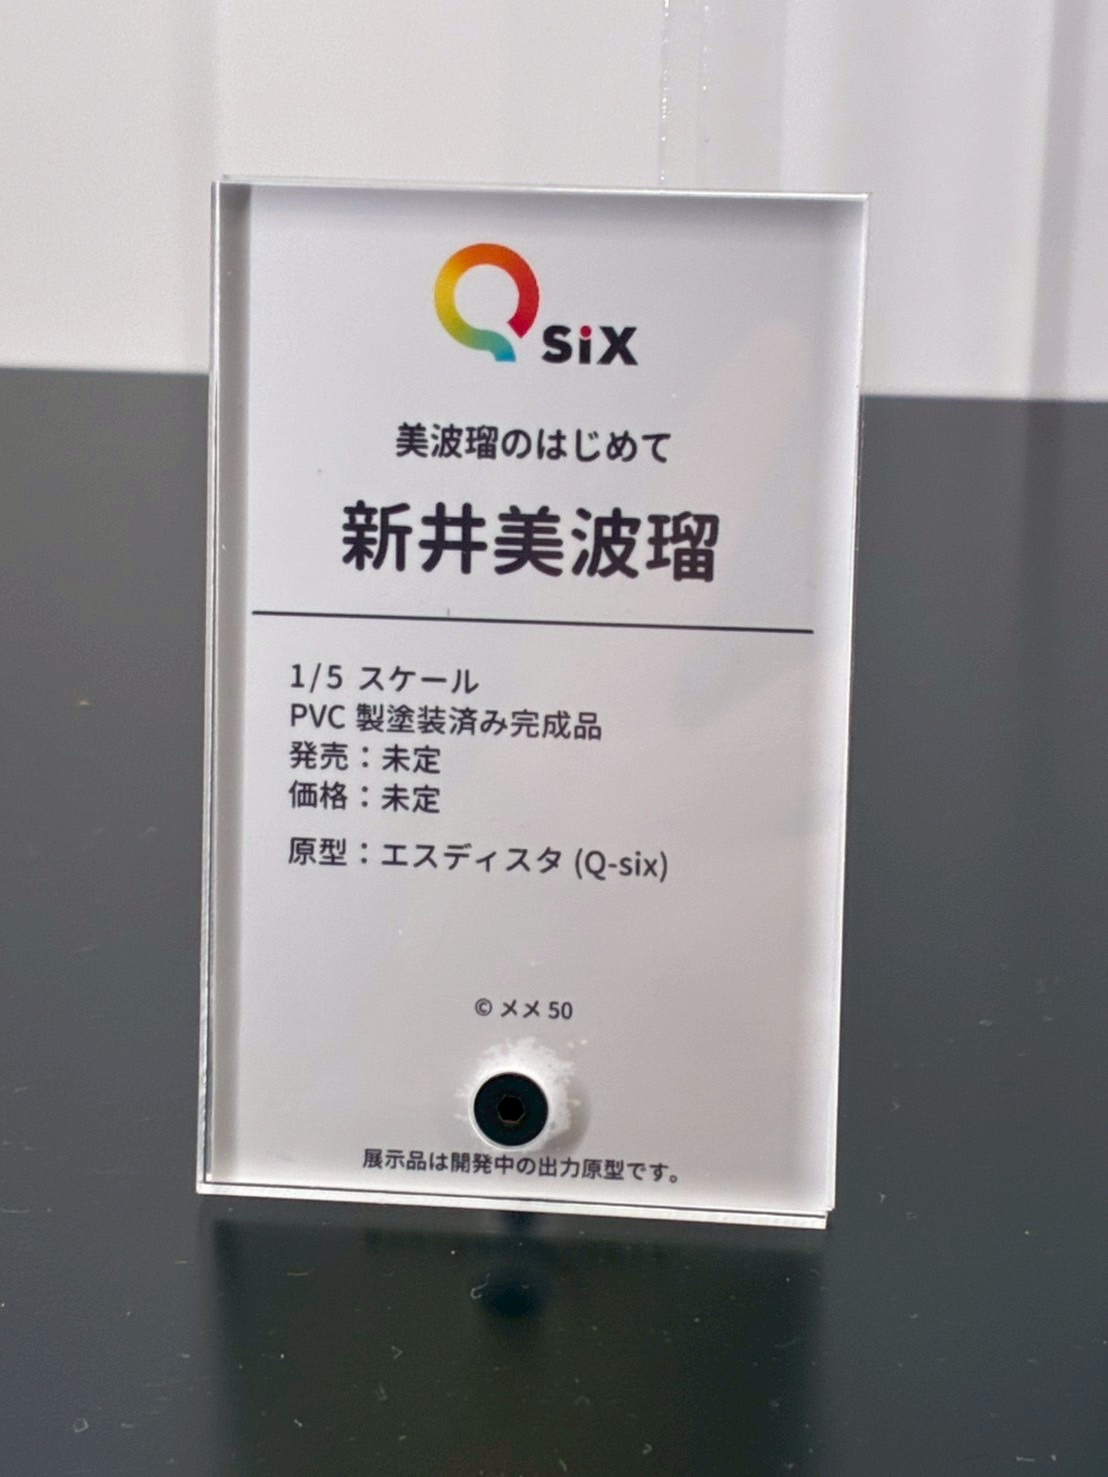 Q six
美波瑠のはじめて
新井美波瑠
1/5 スケール
PVC 製塗装済み完成品
発売：未定
価格：未定
原型：エスディスタ (Q-six)
© メメ 50
展示品は開発中の出力原型です。